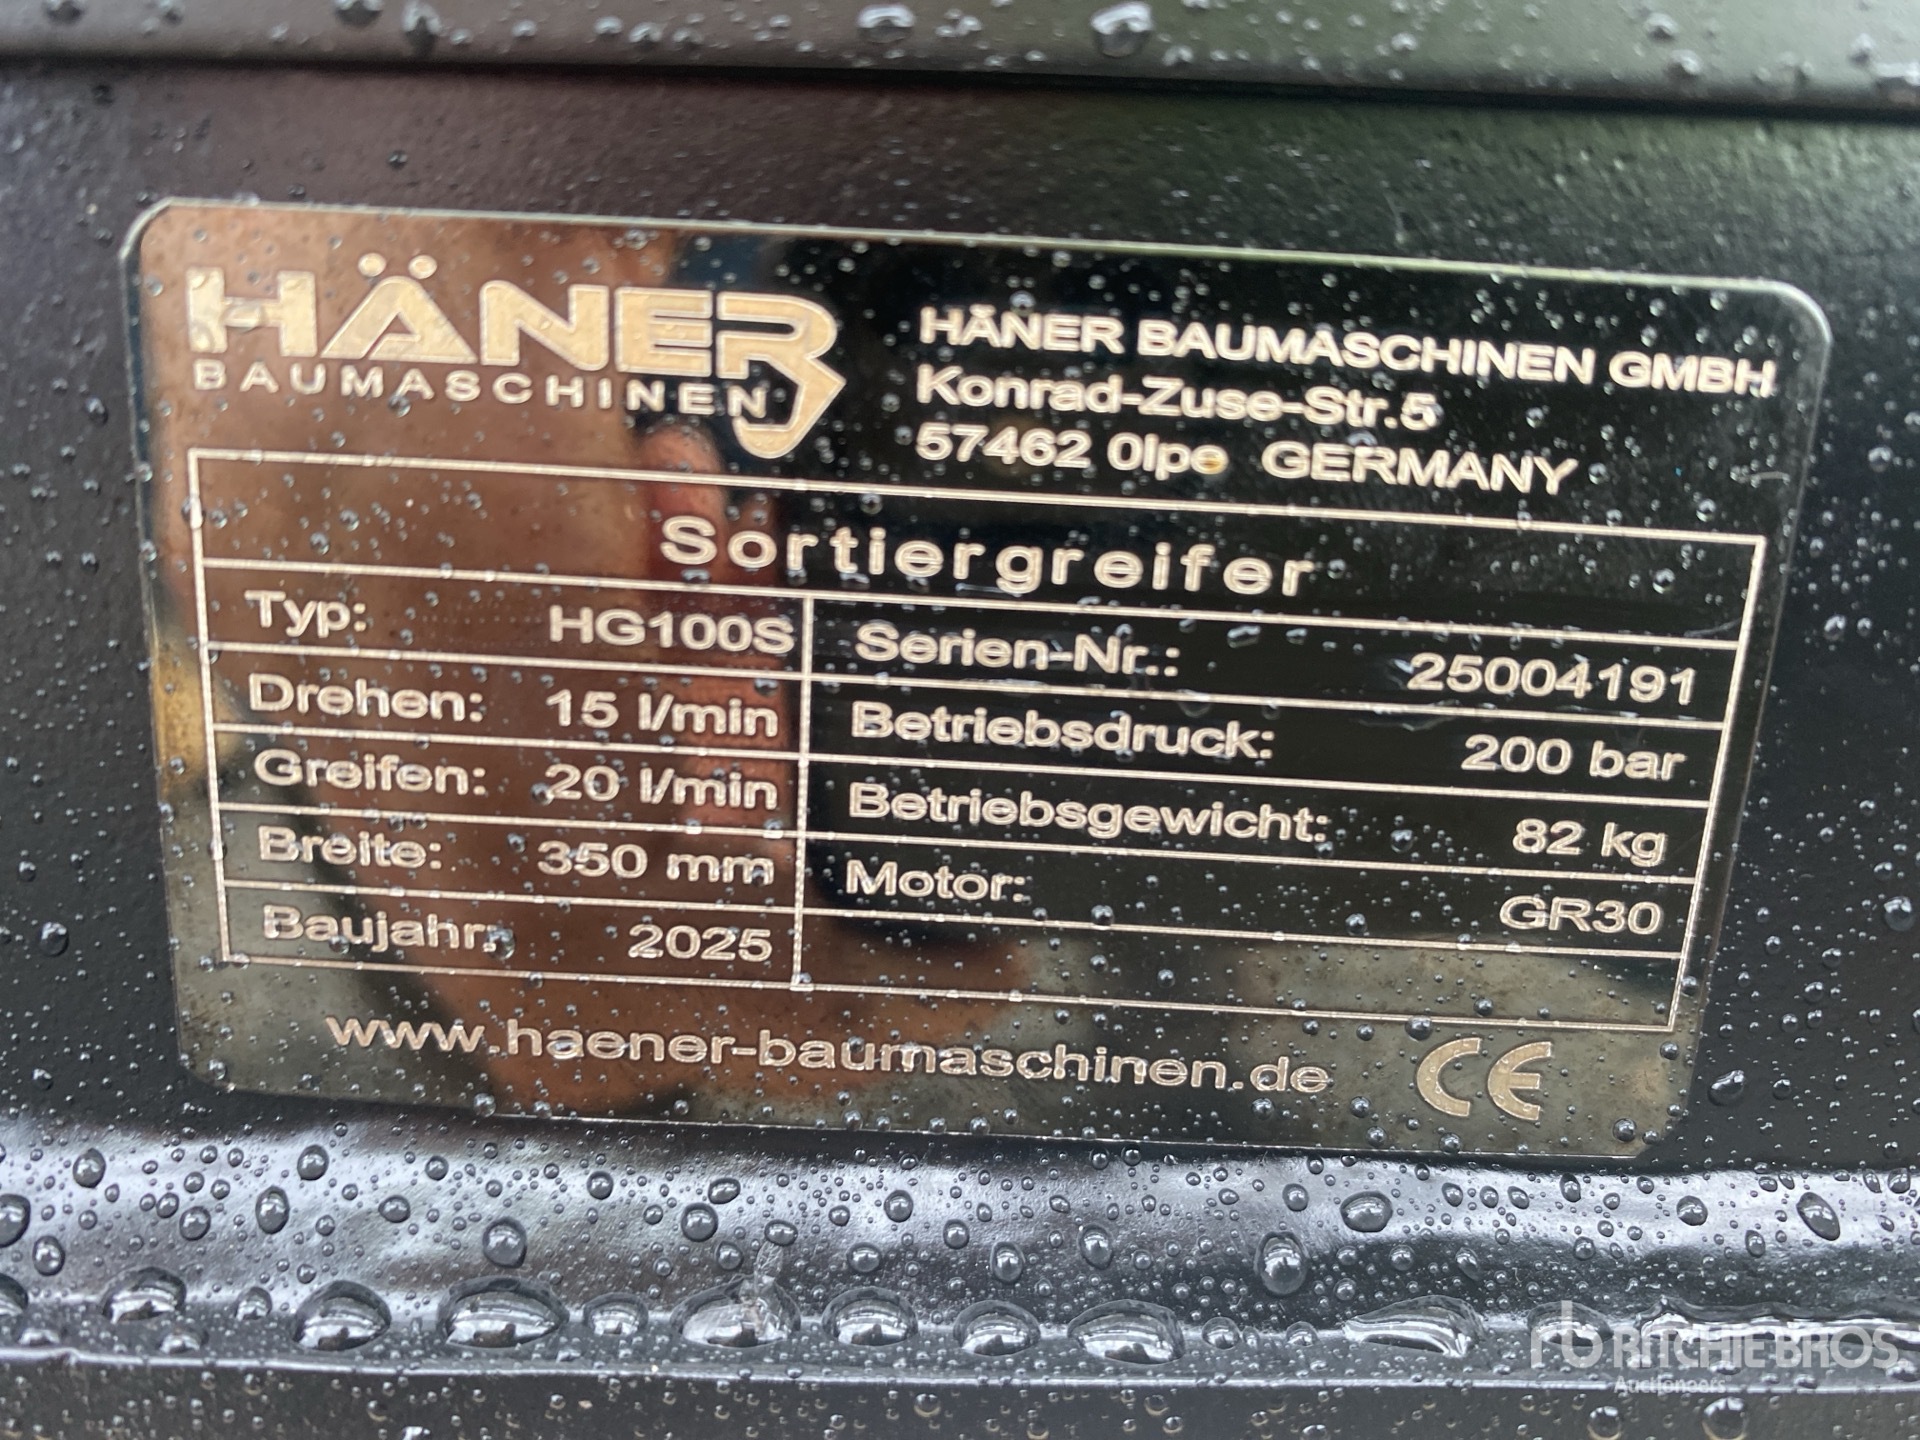 HÄNER
BAUMASCHINEN
HÄNER BAUMASCHINEN GMBH
Konrad-Zuse-Str.5
57462 Olpe GERMANY
Sortiergreifer
Typ: HG100S
Serien-Nr.: 25004191
Drehen: 15 l/min
Betriebsdruck: 200 bar
Greifen: 20 l/min
Betriebsgewicht: 82 kg
Breite: 350 mm
Motor: GR30
Baujahr: 2025
www.haener-baumaschinen.de CE
rb RITCHIE BROS
Auctioneers